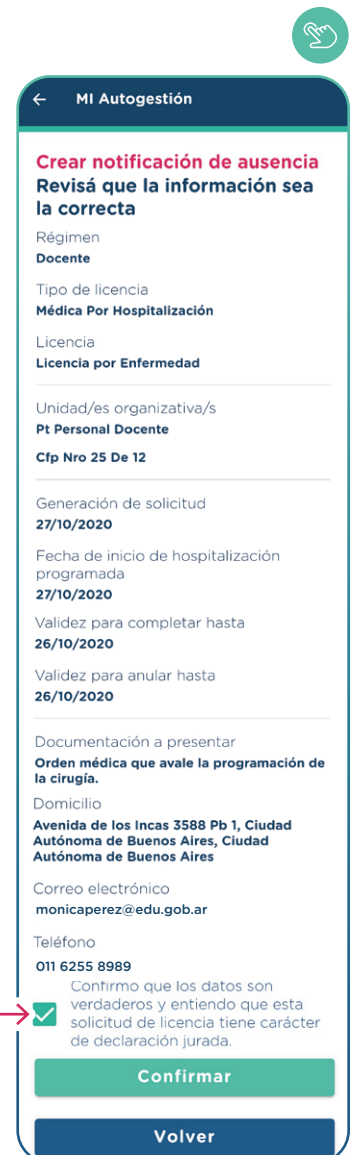 MI Autogestión
Crear notificación de ausencia
Revisá que la información sea
la correcta
Régimen
Docente
Tipo de licencia
Médica Por Hospitalización
Licencia
Licencia por Enfermedad
Unidad/es organizativa/s
Pt Personal Docente
Cfp Nro 25 De 12
Generación de solicitud
27/10/2020
Fecha de inicio de hospitalización
programada
27/10/2020
Validez para completar hasta
26/10/2020
Validez para anular hasta
26/10/2020
Documentación a presentar
Orden médica que avale la programación de
la cirugía.
Domicilio
Avenida de los Incas 3588 Pb 1, Ciudad
Autónoma de Buenos Aires, Ciudad
Autónoma de Buenos Aires
Correo electrónico
monicaperez@edu.gob.ar
Teléfono
011 6255 8989
Confirmo que los datos son
verdaderos y entiendo que esta
solicitud de licencia tiene carácter
de declaración jurada.
Confirmar
Volver